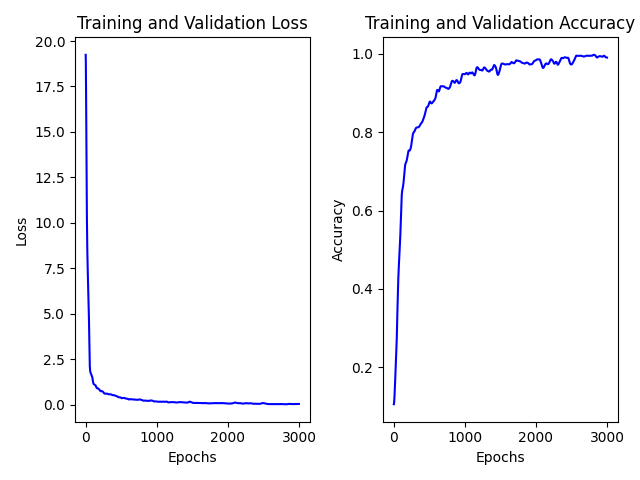 Training and Validation Loss
20.0
17.5
15.0
12.5
10.0
7.5
5.0
2.5
0.0
Loss
0 1000 2000 3000
Epochs
Training and Validation Accuracy
1.0
0.8
0.6
0.4
0.2
Accuracy
0 1000 2000 3000
Epochs